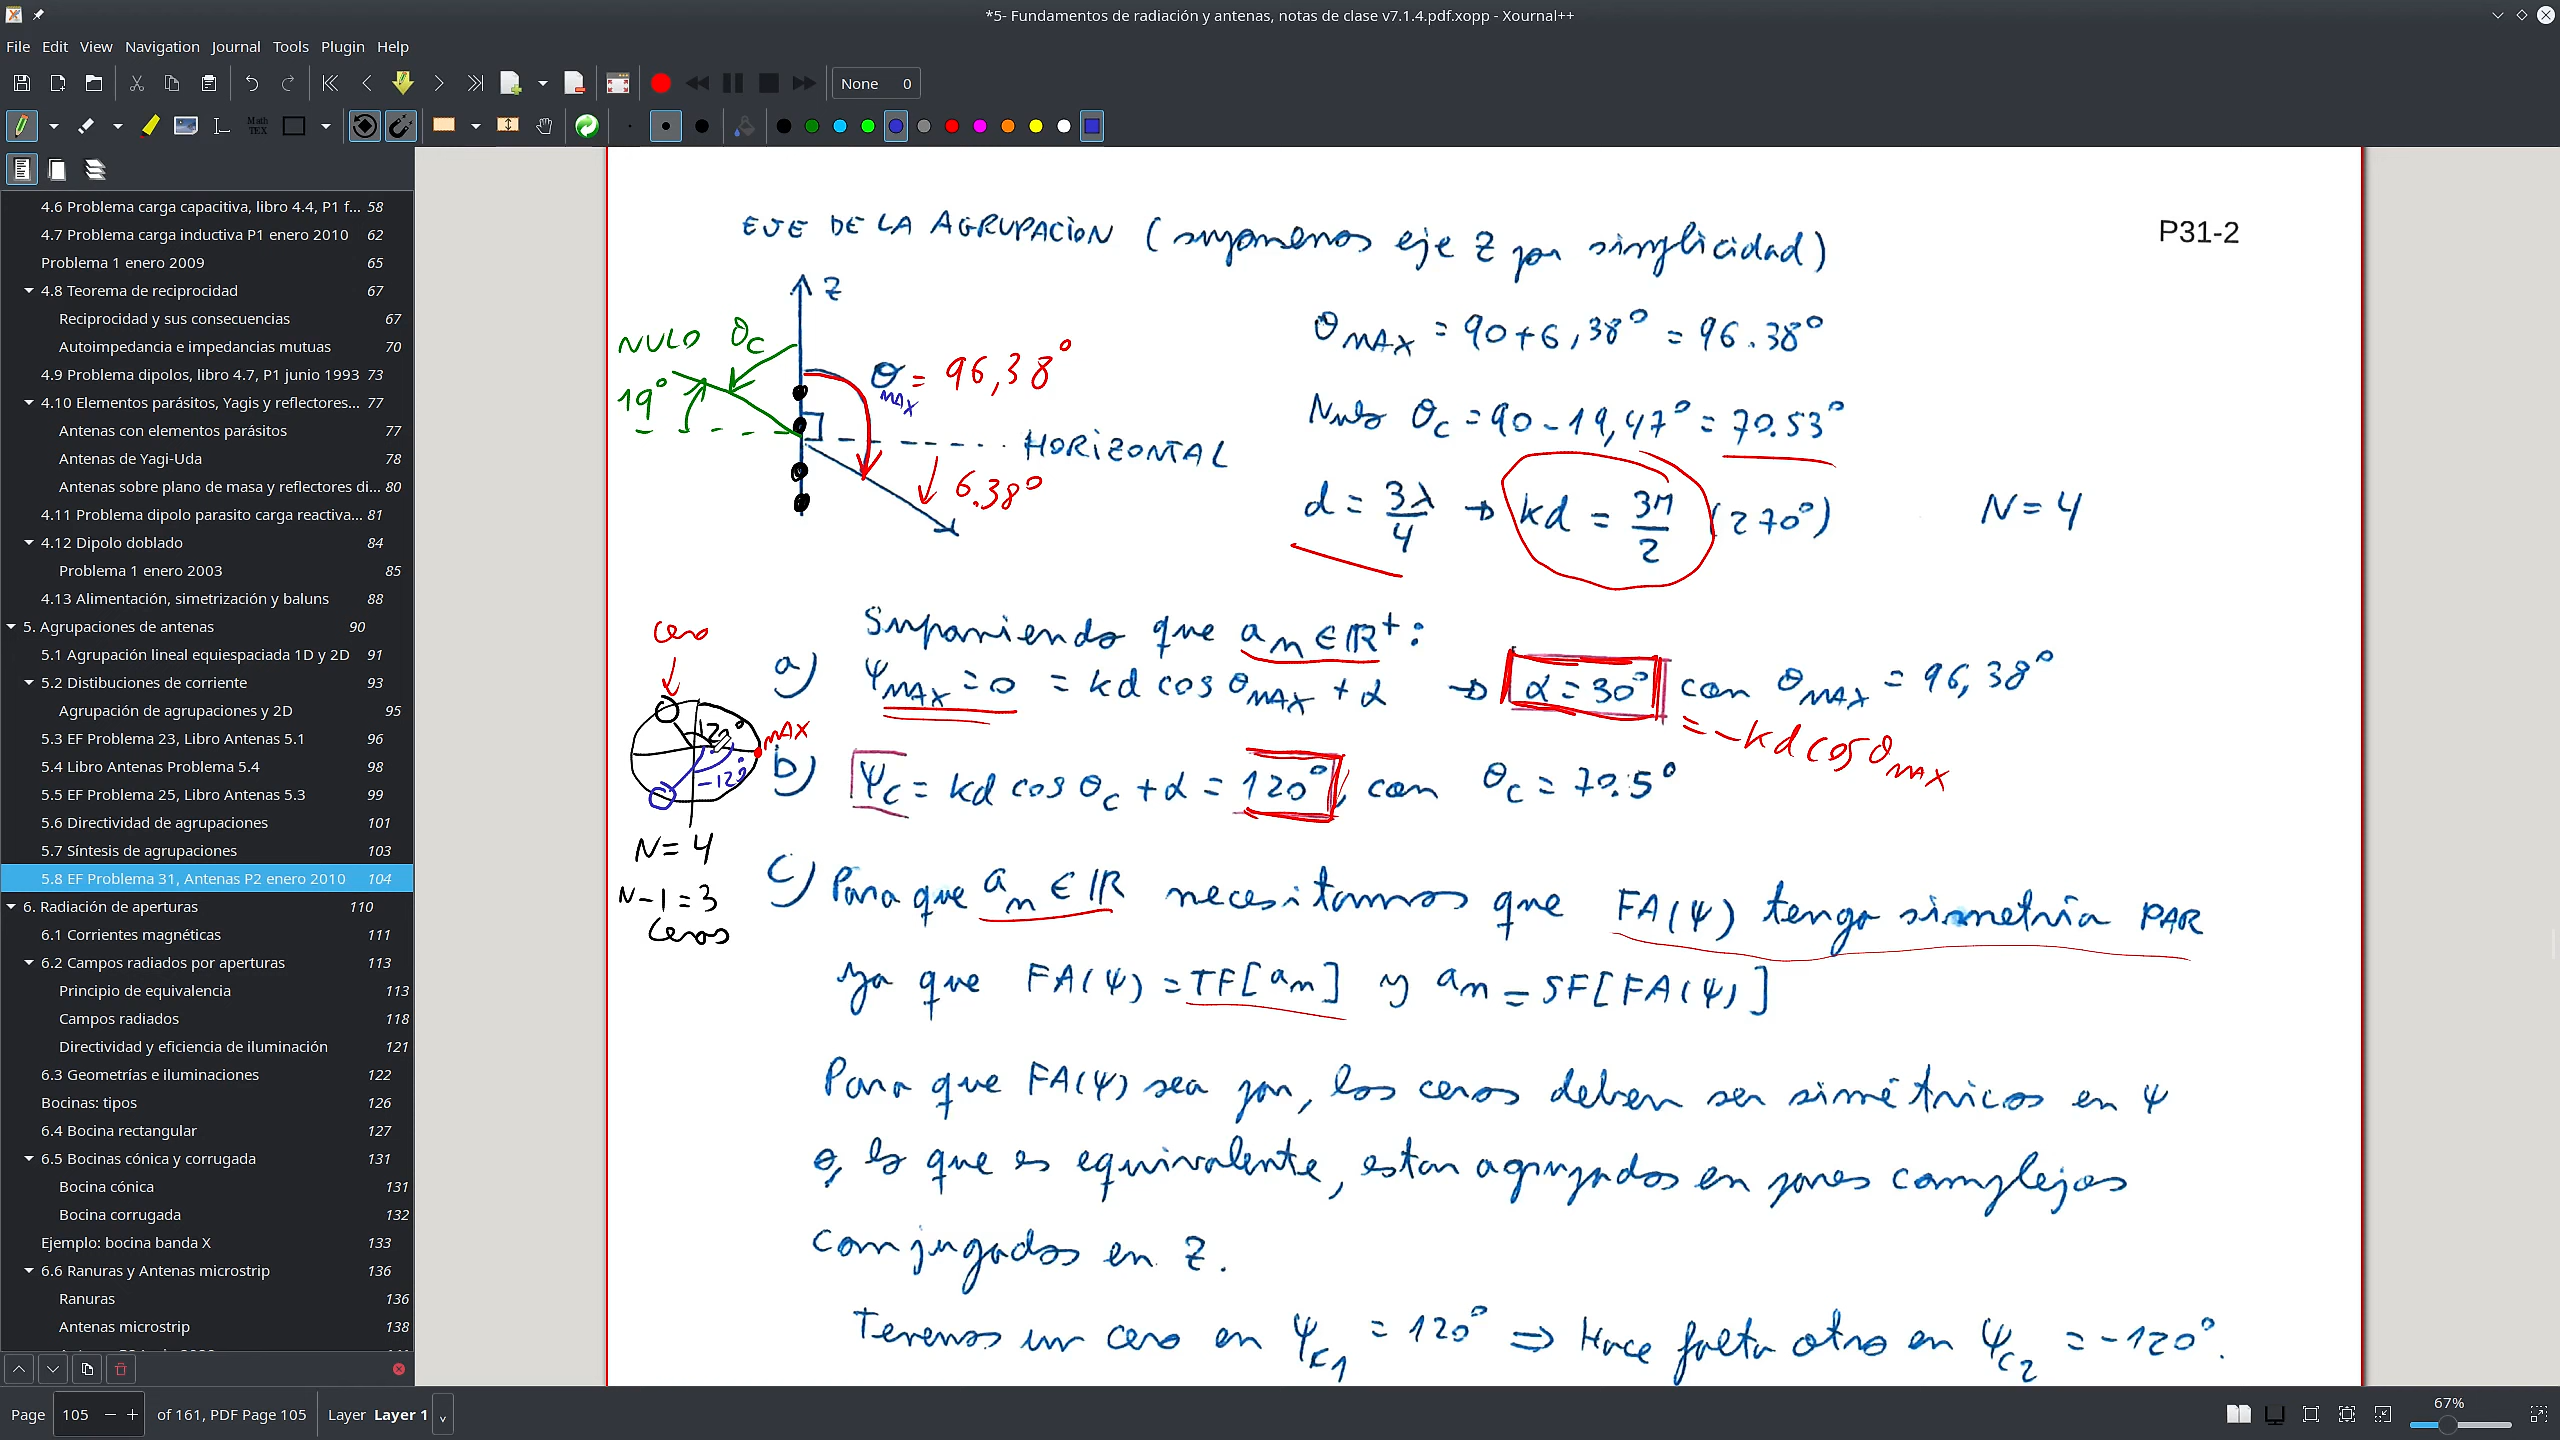 *5- Fundamentos de radiación y antenas, notas de clase v7.1.4.pdf.xopp - Xournal++
File Edit View Navigation Journal Tools Plugin Help
None 0
Math TEX
4.6 Problema carga capacitiva, libro 4.4, P1 f... 58
4.7 Problema carga inductiva P1 enero 2010 62
Problema 1 enero 2009 65
4.8 Teorema de reciprocidad 67
Reciprocidad y sus consecuencias 67
Autoimpedancia e impedancias mutuas 70
4.9 Problema dipolos, libro 4.7, P1 junio 1993 73
4.10 Elementos parásitos, Yagis y reflectores... 77
Antenas con elementos parásitos 77
Antenas de Yagi-Uda 78
Antenas sobre plano de masa y reflectores di... 80
4.11 Problema dipolo parasito carga reactiva... 81
4.12 Dipolo doblado 84
Problema 1 enero 2003 85
4.13 Alimentación, simetrización y baluns 88
5. Agrupaciones de antenas 90
5.1 Agrupación lineal equiespaciada 1D y 2D 91
5.2 Distibuciones de corriente 93
Agrupación de agrupaciones y 2D 95
5.3 EF Problema 23, Libro Antenas 5.1 96
5.4 Libro Antenas Problema 5.4 98
5.5 EF Problema 25, Libro Antenas 5.3 99
5.6 Directividad de agrupaciones 101
5.7 Síntesis de agrupaciones 103
5.8 EF Problema 31, Antenas P2 enero 2010 104
6. Radiación de aperturas 110
6.1 Corrientes magnéticas 111
6.2 Campos radiados por aperturas 113
Principio de equivalencia 113
Campos radiados 118
Directividad y eficiencia de iluminación 121
6.3 Geometrías e iluminaciones 122
Bocinas: tipos 126
6.4 Bocina rectangular 127
6.5 Bocinas cónica y corrugada 131
Bocina cónica 131
Bocina corrugada 132
Ejemplo: bocina banda X 133
6.6 Ranuras y Antenas microstrip 136
Ranuras 136
Antenas microstrip 138
P31-2
EJE DE LA AGRUPACIÓN (suponemos eje Z por simplicidad)
Z
NULO θc
19°
θMAX = 96,38°
HORIZONTAL
6.38°
θMAX = 90+6,38° = 96.38°
Nulo θc = 90 - 19,47° = 70.53°
d = 3λ/4 → kd = 3π/2 (270°) N = 4
Suponiendo que an ∈ ℝ+:
a) ΨMAX = 0 = kd cos θMAX + α → α = 30° con θMAX = 96,38°
= -kd cos θMAX
b) Ψc = kd cos θc + α = 120°, con θc = 70.5°
cero
120°
MAX
-120°
N = 4
N-1 = 3
ceros
c) Para que an ∈ ℝ necesitamos que FA(Ψ) tenga simetría PAR
ya que FA(Ψ) = TF[an] y an = SF[FA(Ψ)]
Para que FA(Ψ) sea par, los ceros deben ser simétricos en Ψ
o, lo que es equivalente, estar agrupados en pares complejos
conjugados en Z.
Tenemos un cero en Ψc1 = 120° ⇒ Hace falta otro en Ψc2 = -120°.
Page 105 of 161, PDF Page 105 Layer Layer 1
67%